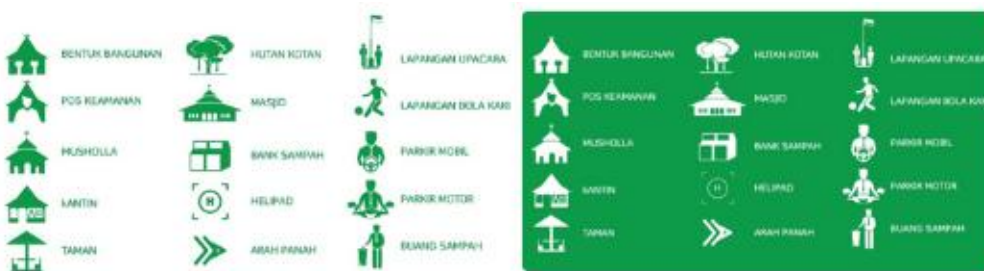 BENTUK BANGUNAN
POS KEAMANAN
MUSHOLLA
KANTIN
TAMAN
HUTAN KOTAN
MASJID
BANK SAMPAH
H
HELIPAD
ARAH PANAH
LAPANGAN UPACARA
LAPANGAN BOLA KAKI
PARKIR MOBIL
PARKIR MOTOR
BUANG SAMPAH
BENTUK BANGUNAN
POS KEAMANAN
MUSHOLLA
KANTIN
TAMAN
HUTAN KOTAN
MASJID
BANK SAMPAH
H
HELIPAD
ARAH PANAH
LAPANGAN UPACARA
LAPANGAN BOLA KAKI
PARKIR MOBIL
PARKIR MOTOR
BUANG SAMPAH